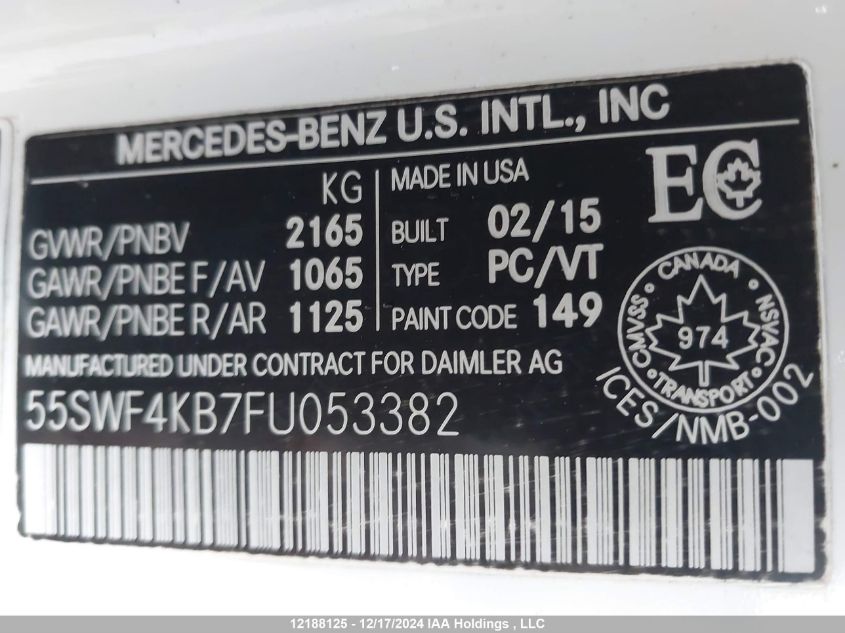 MERCEDES-BENZ U.S. INTL., INC
KG
GVWR/PNBV 2165
GAWR/PNBE F/AV 1065
GAWR/PNBE R/AR 1125
MADE IN USA
BUILT 02/15
TYPE PC/VT
PAINT CODE 149
EC
CANADA
CMVSS 974 NSVAC
TRANSPORT
ICES/NMB-002
MANUFACTURED UNDER CONTRACT FOR DAIMLER AG
55SWF4KB7FU053382
12188125 - 12/17/2024 IAA Holdings , LLC